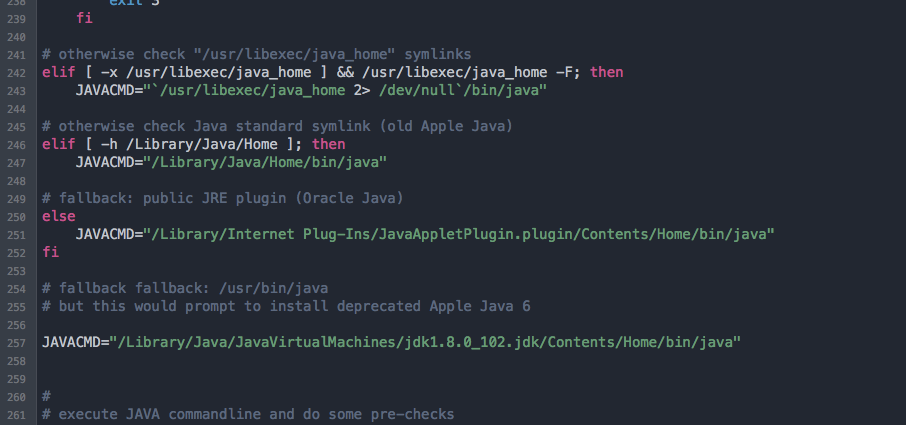 238 exit 3
239 fi
240
241 # otherwise check "/usr/libexec/java_home" symlinks
242 elif [ -x /usr/libexec/java_home ] && /usr/libexec/java_home -F; then
243 JAVACMD="`/usr/libexec/java_home 2> /dev/null`/bin/java"
244
245 # otherwise check Java standard symlink (old Apple Java)
246 elif [ -h /Library/Java/Home ]; then
247 JAVACMD="/Library/Java/Home/bin/java"
248
249 # fallback: public JRE plugin (Oracle Java)
250 else
251 JAVACMD="/Library/Internet Plug-Ins/JavaAppletPlugin.plugin/Contents/Home/bin/java"
252 fi
253
254 # fallback fallback: /usr/bin/java
255 # but this would prompt to install deprecated Apple Java 6
256
257 JAVACMD="/Library/Java/JavaVirtualMachines/jdk1.8.0_102.jdk/Contents/Home/bin/java"
258
259
260 #
261 # execute JAVA commandline and do some pre-checks